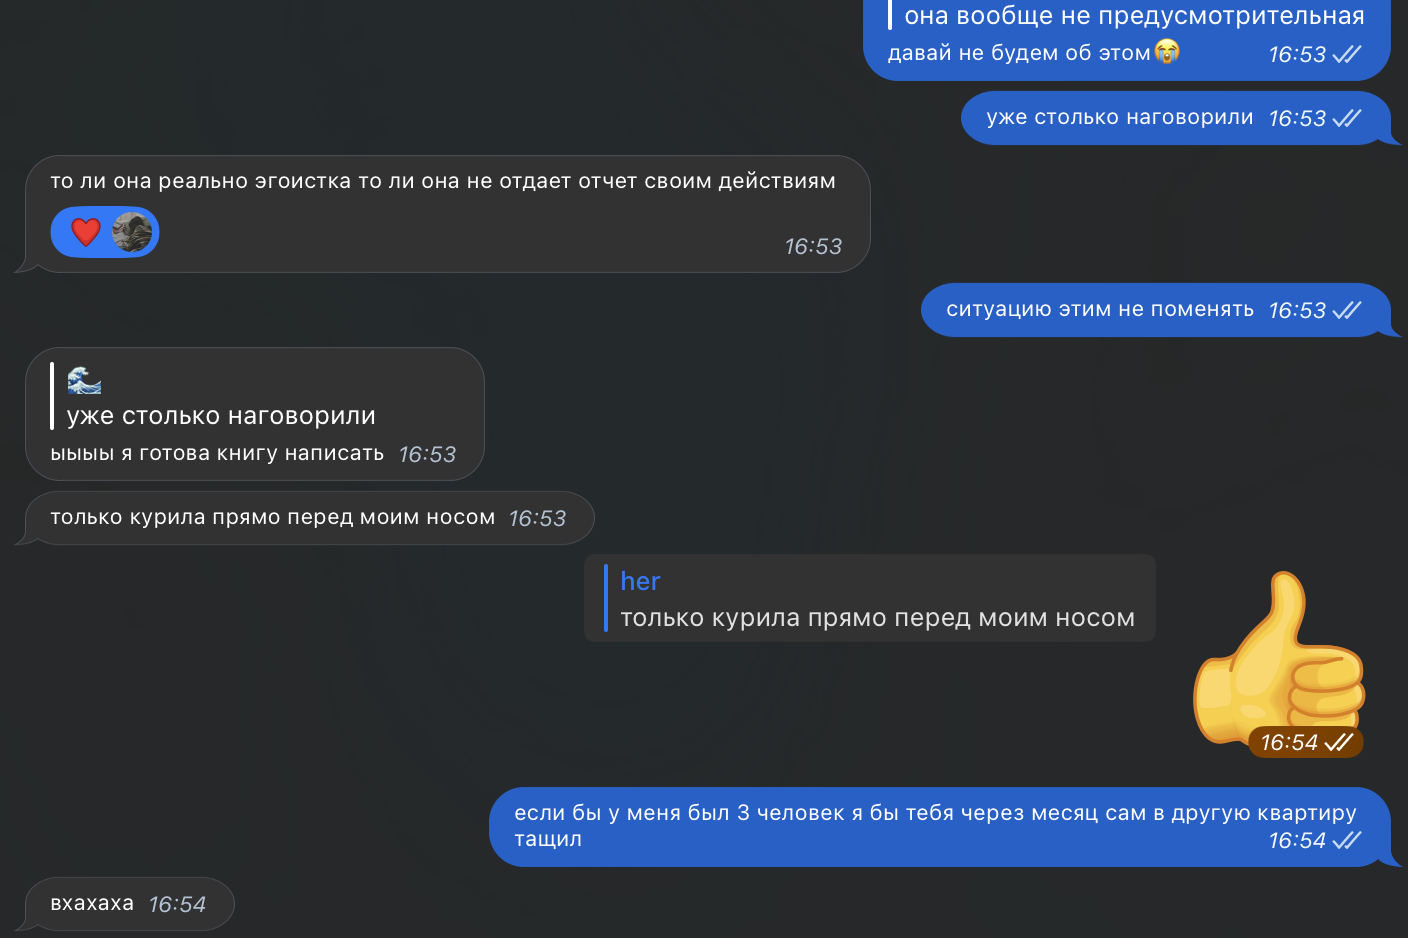 она вообще не предусмотрительная
давай не будем об этом😭 16:53
уже столько наговорили 16:53
то ли она реально эгоистка то ли она не отдает отчет своим действиям
16:53
ситуацию этим не поменять 16:53
🌊
уже столько наговорили
ыыыы я готова книгу написать 16:53
только курила прямо перед моим носом 16:53
her
только курила прямо перед моим носом
16:54
если бы у меня был 3 человек я бы тебя через месяц сам в другую квартиру
тащил 16:54
вхахаха 16:54